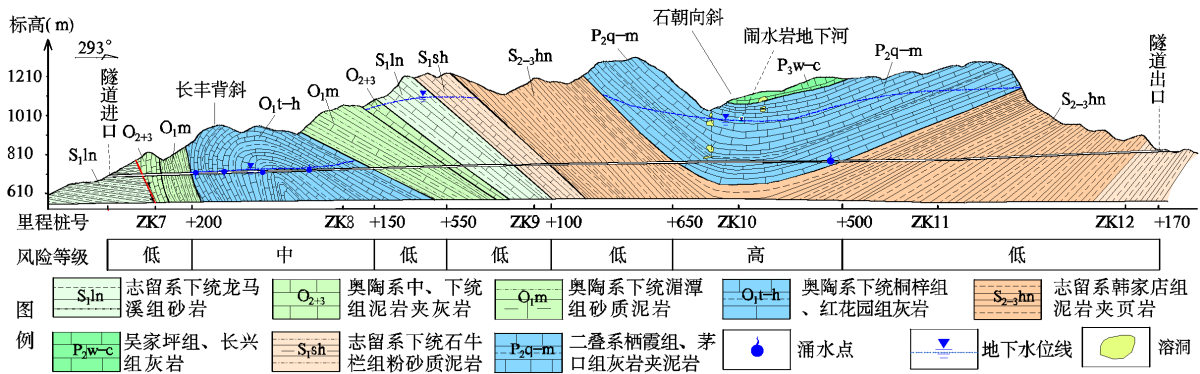 标高(m)
1210
1010
810
610
293°
隧道进口
S₁ln
O₂₊₃
O₁m
长丰背斜
O₁t-h
O₁m
O₂₊₃
S₁ln
S₁sh
S₂₋₃hn
P₂q-m
石朝向斜
闹水岩地下河
P₃w-c
P₂q-m
S₂₋₃hn
隧道出口
里程桩号 ZK7 +200 ZK8 +150 +550 ZK9 +100 +650 ZK10 +500 ZK11 ZK12 +170
风险等级 低 中 低 低 低 高 低
图例
S₁ln 志留系下统龙马溪组砂岩
O₂₊₃ 奥陶系中、下统组泥岩夹灰岩
O₁m 奥陶系下统湄潭组砂质泥岩
O₁t-h 奥陶系下统桐梓组、红花园组灰岩
S₂₋₃hn 志留系韩家店组泥岩夹页岩
P₂w-c 吴家坪组、长兴组灰岩
S₁sh 志留系下统石牛栏组粉砂质泥岩
P₂q-m 二叠系栖霞组、茅口组灰岩夹泥岩
涌水点
地下水位线
溶洞